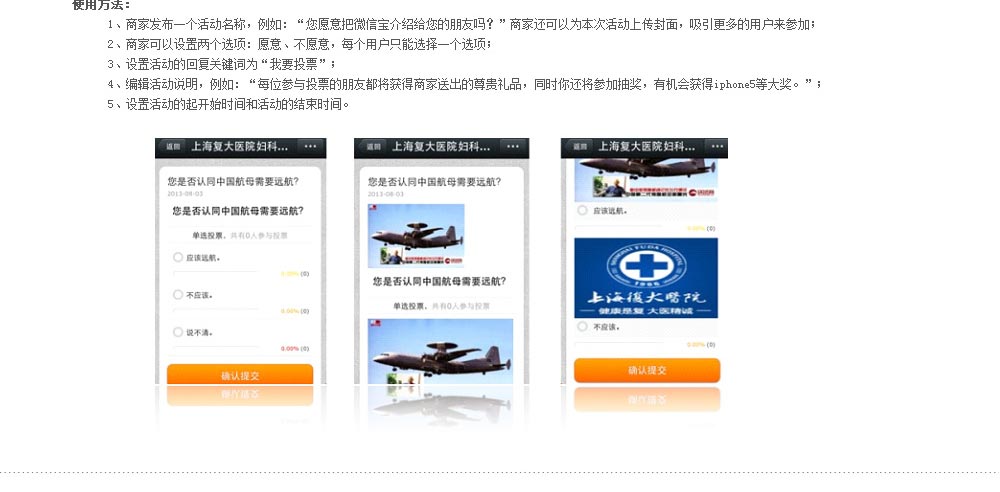 使用方法：
1、商家发布一个活动名称，例如：“您愿意把微信宝介绍给您的朋友吗？”商家还可以为本次活动上传封面，吸引更多的用户来参加；
2、商家可以设置两个选项：愿意、不愿意，每个用户只能选择一个选项；
3、设置活动的回复关键词为“我要投票”；
4、编辑活动说明，例如：“每位参与投票的朋友都将获得商家送出的尊贵礼品，同时你还将参加抽奖，有机会获得iphone5等大奖。”；
5、设置活动的起开始时间和活动的结束时间。
返回 上海复大医院妇科...
您是否认同中国航母需要远航?
2013-09-03
您是否认同中国航母需要远航?
单选投票，共有0人参与投票
应该远航。
0.00% (0)
不应该。
0.00% (0)
说不清。
0.00% (0)
确认提交
返回 上海复大医院妇科...
您是否认同中国航母需要远航?
2013-08-03
您是否认同中国航母需要远航?
单选投票，共有0人参与投票
返回 上海复大医院妇科...
应该远航。
0.00% (0)
上海復大醫院
健康是复 大医精诚
不应该。
0.00% (0)
确认提交